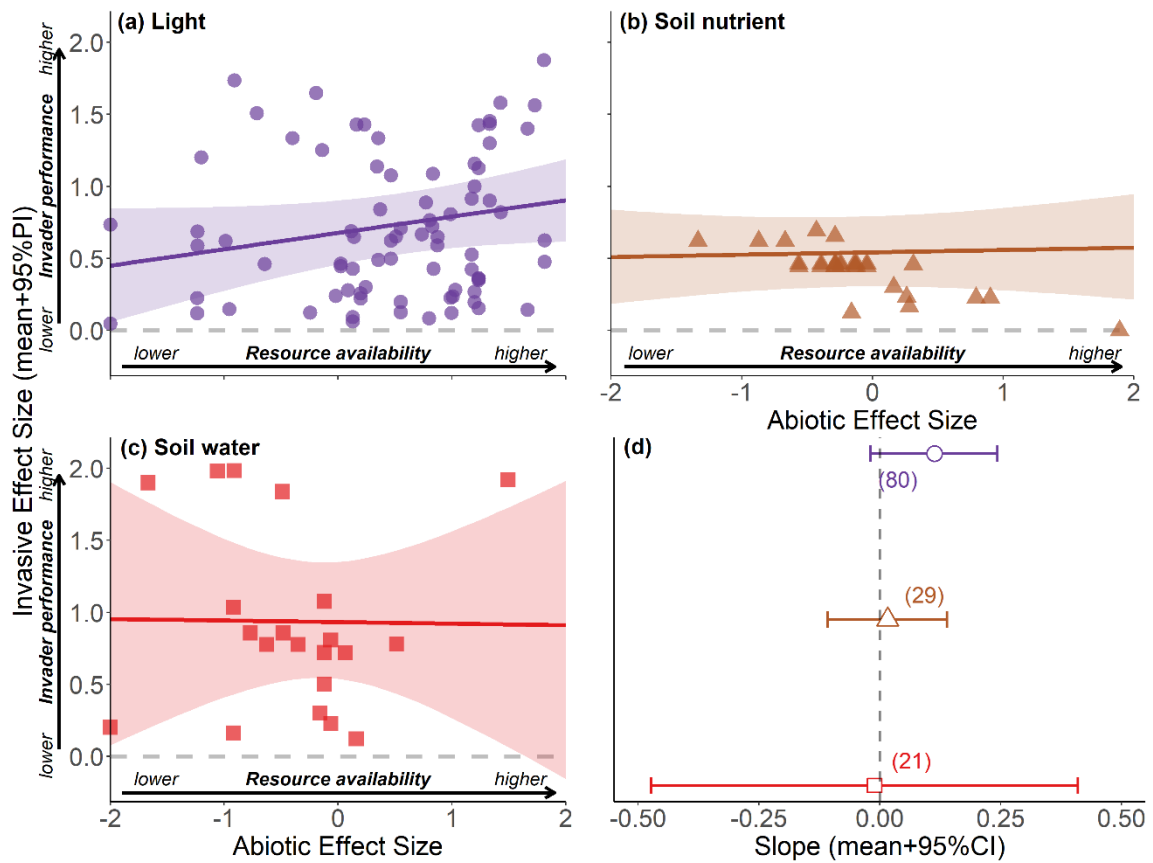 (a) Light
2.0
1.5
1.0
0.5
0.0
higher
Invader performance
lower
lower Resource availability higher
(b) Soil nutrient
lower Resource availability higher
-2 -1 0 1 2
Abiotic Effect Size
Invasive Effect Size (mean+95%PI)
(c) Soil water
2.0
1.5
1.0
0.5
0.0
higher
Invader performance
lower
lower Resource availability higher
-2 -1 0 1 2
Abiotic Effect Size
(d)
(80)
(29)
(21)
-0.50 -0.25 0.00 0.25 0.50
Slope (mean+95%CI)